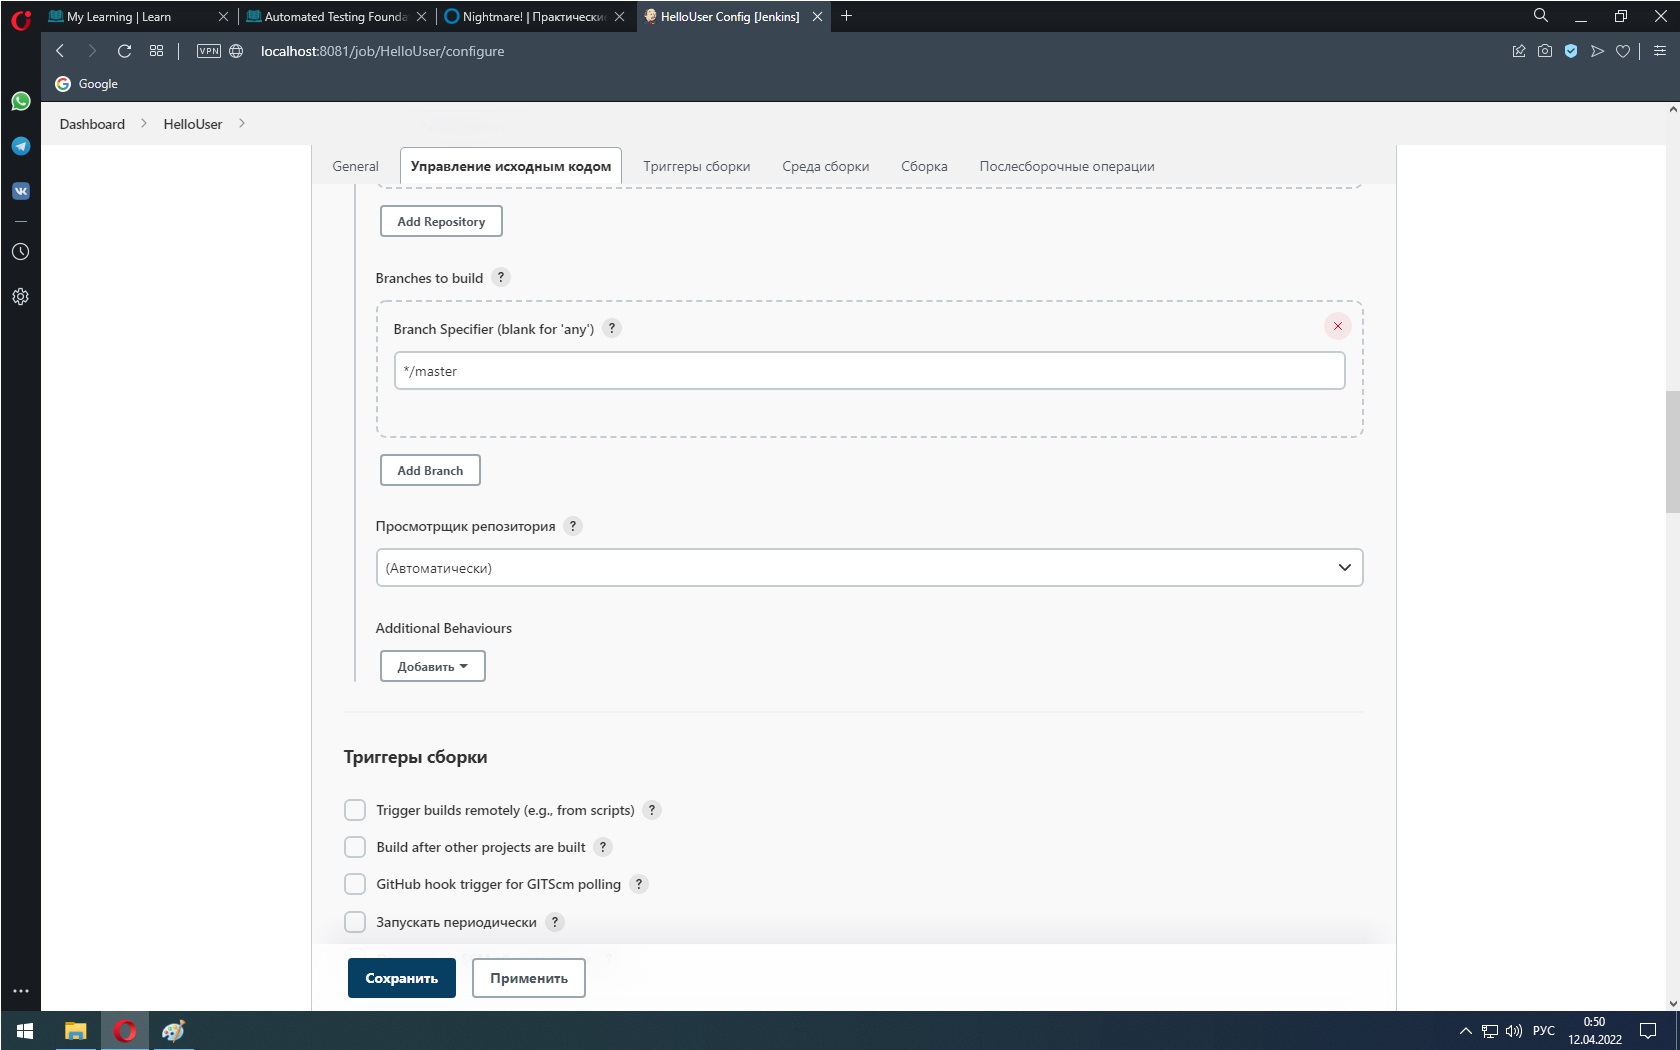 My Learning | Learn
Automated Testing Founda
Nightmare! | Практические
HelloUser Config [Jenkins]
VPN
localhost:8081/job/HelloUser/configure
Google
Dashboard
HelloUser
General
Управление исходным кодом
Триггеры сборки
Среда сборки
Сборка
Послесборочные операции
Add Repository
Branches to build ?
Branch Specifier (blank for 'any') ?
*/master
Add Branch
Просмотрщик репозитория ?
(Автоматически)
Additional Behaviours
Добавить
Триггеры сборки
Trigger builds remotely (e.g., from scripts) ?
Build after other projects are built ?
GitHub hook trigger for GITScm polling ?
Запускать периодически ?
Сохранить
Применить
РУС
0:50
12.04.2022